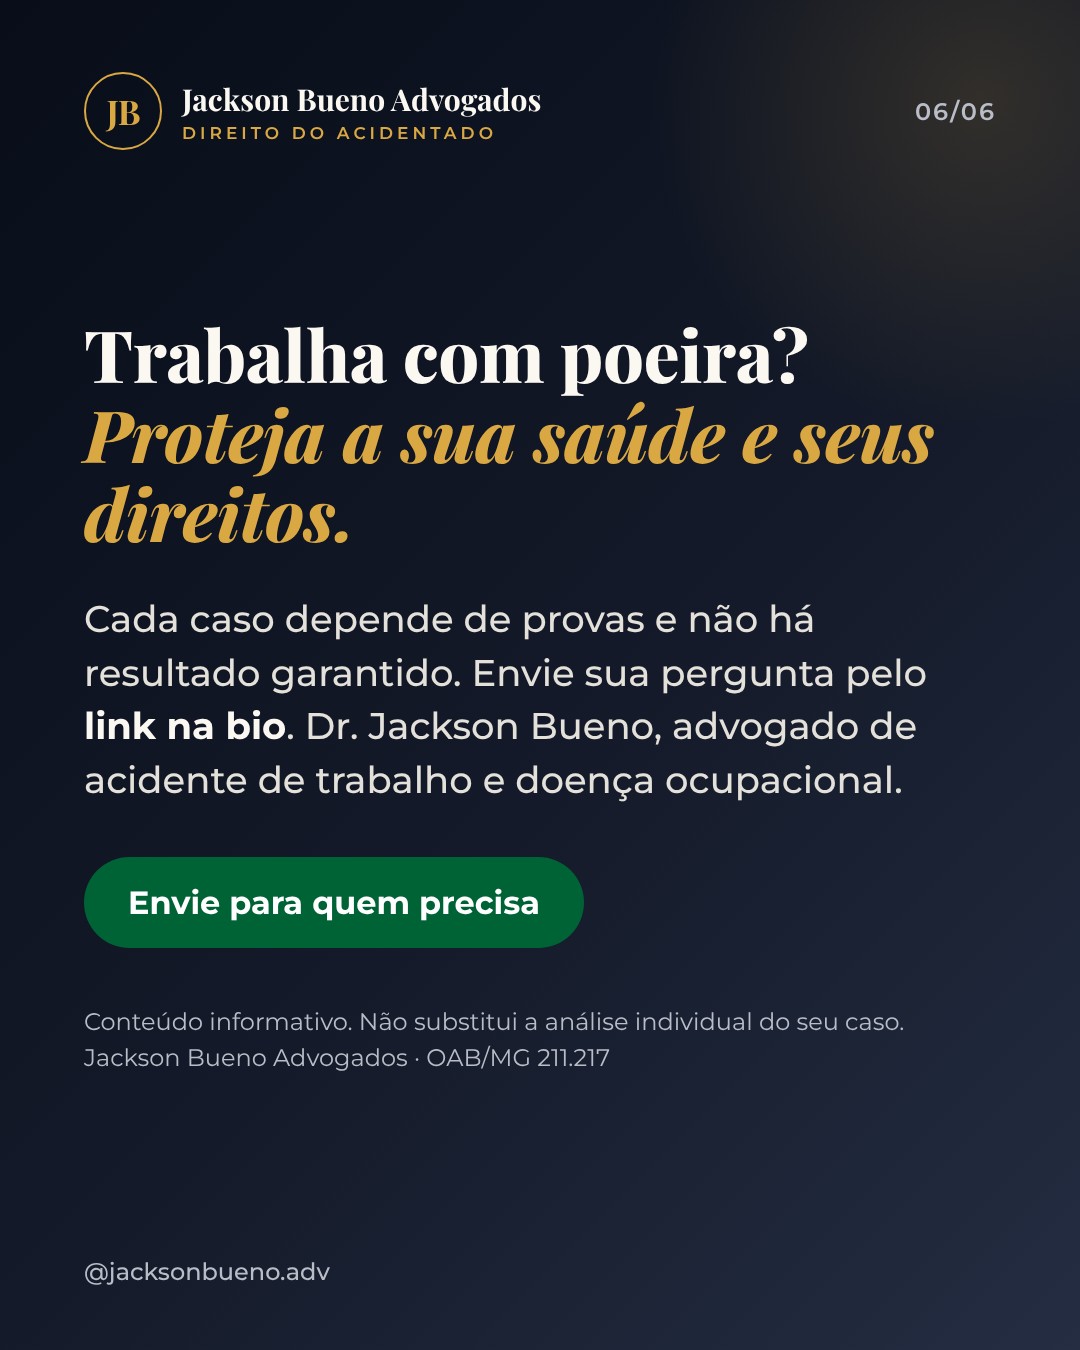 JB
Jackson Bueno Advogados
DIREITO DO ACIDENTADO
06/06
Trabalha com poeira?
Proteja a sua saúde e seus
direitos.
Cada caso depende de provas e não há
resultado garantido. Envie sua pergunta pelo
link na bio. Dr. Jackson Bueno, advogado de
acidente de trabalho e doença ocupacional.
Envie para quem precisa
Conteúdo informativo. Não substitui a análise individual do seu caso.
Jackson Bueno Advogados · OAB/MG 211.217
@jacksonbueno.adv